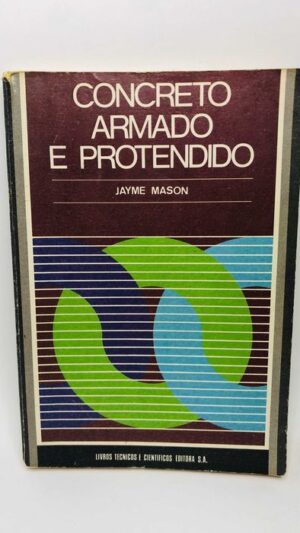 CONCRETO
ARMADO
E PROTENDIDO
JAYME MASON
LIVROS TÉCNICOS E CIENTÍFICOS EDITORA S.A.